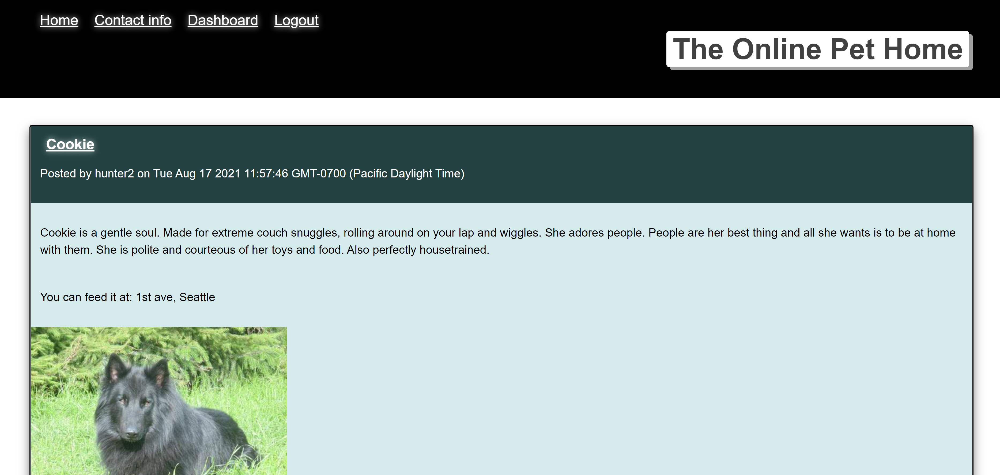 Home Contact info Dashboard Logout
The Online Pet Home
Cookie
Posted by hunter2 on Tue Aug 17 2021 11:57:46 GMT-0700 (Pacific Daylight Time)
Cookie is a gentle soul. Made for extreme couch snuggles, rolling around on your lap and wiggles. She adores people. People are her best thing and all she wants is to be at home
with them. She is polite and courteous of her toys and food. Also perfectly housetrained.
You can feed it at: 1st ave, Seattle